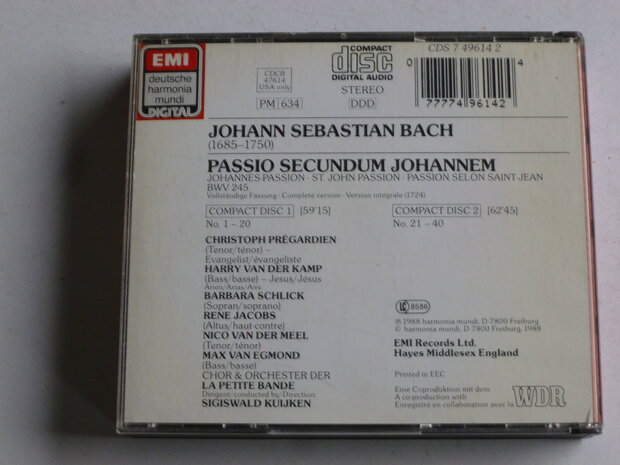 EMI
deutsche
harmonia
mundi
DIGITAL
CDCB
47614
USA only
PM 634
COMPACT
disc
DIGITAL AUDIO
STEREO
DDD
CDS 7 49614 2
0 77774 96142 4
JOHANN SEBASTIAN BACH
(1685–1750)
PASSIO SECUNDUM JOHANNEM
JOHANNES-PASSION · ST. JOHN PASSION · PASSION SELON SAINT JEAN
BWV 245
Vollständige Fassung · Complete version · Version integrale (1724)
COMPACT DISC 1 [59'15]
No. 1 – 20
COMPACT DISC 2 [62'45]
No. 21 – 40
CHRISTOPH PRÉGARDIEN
(Tenor/ténor) –
Evangelist/évangeliste
HARRY VAN DER KAMP
(Bass/basse) – Jesus/Jésus
Arien/Arias/Airs
BARBARA SCHLICK
(Sopran/soprano)
RENE JACOBS
(Altus/haut-contre)
NICO VAN DER MEEL
(Tenor/ténor)
MAX VAN EGMOND
(Bass/basse)
CHOR & ORCHESTER DER
LA PETITE BANDE
Dirigent/conducted by/Direction:
SIGISWALD KUIJKEN
LC 8586
℗ 1988 harmonia mundi. D-7800 Freiburg
© harmonia mundi. D-7800 Freiburg, 1988
EMI Records Ltd.
Hayes Middlesex England
Printed in EEC
Eine Coproduktion mit dem
A co-production with
Enregistré en collaboration avec la
WDR